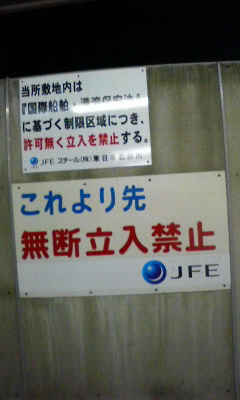 当所敷地内は
『国際船舶・港湾保安法』
に基づく制限区域につき、
許可無く立入を禁止する。
JFE スチール(株)東日本製鉄所
これより先
無断立入禁止
JFE